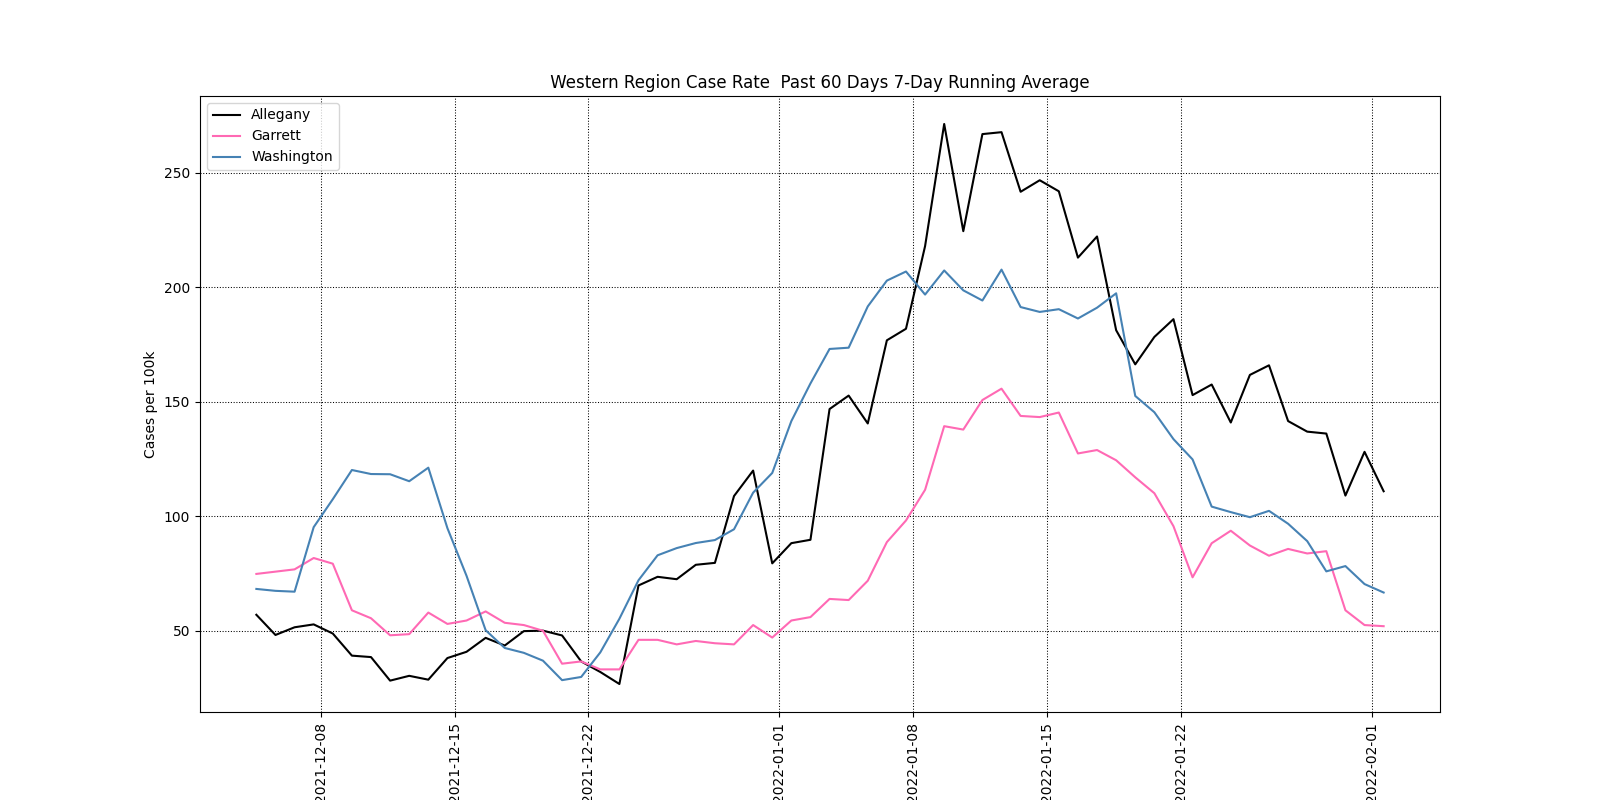 Western Region Case Rate  Past 60 Days 7-Day Running Average
Allegany
Garrett
Washington
250
200
150
100
50
Cases per 100k
2021-12-08
2021-12-15
2021-12-22
2022-01-01
2022-01-08
2022-01-15
2022-01-22
2022-02-01